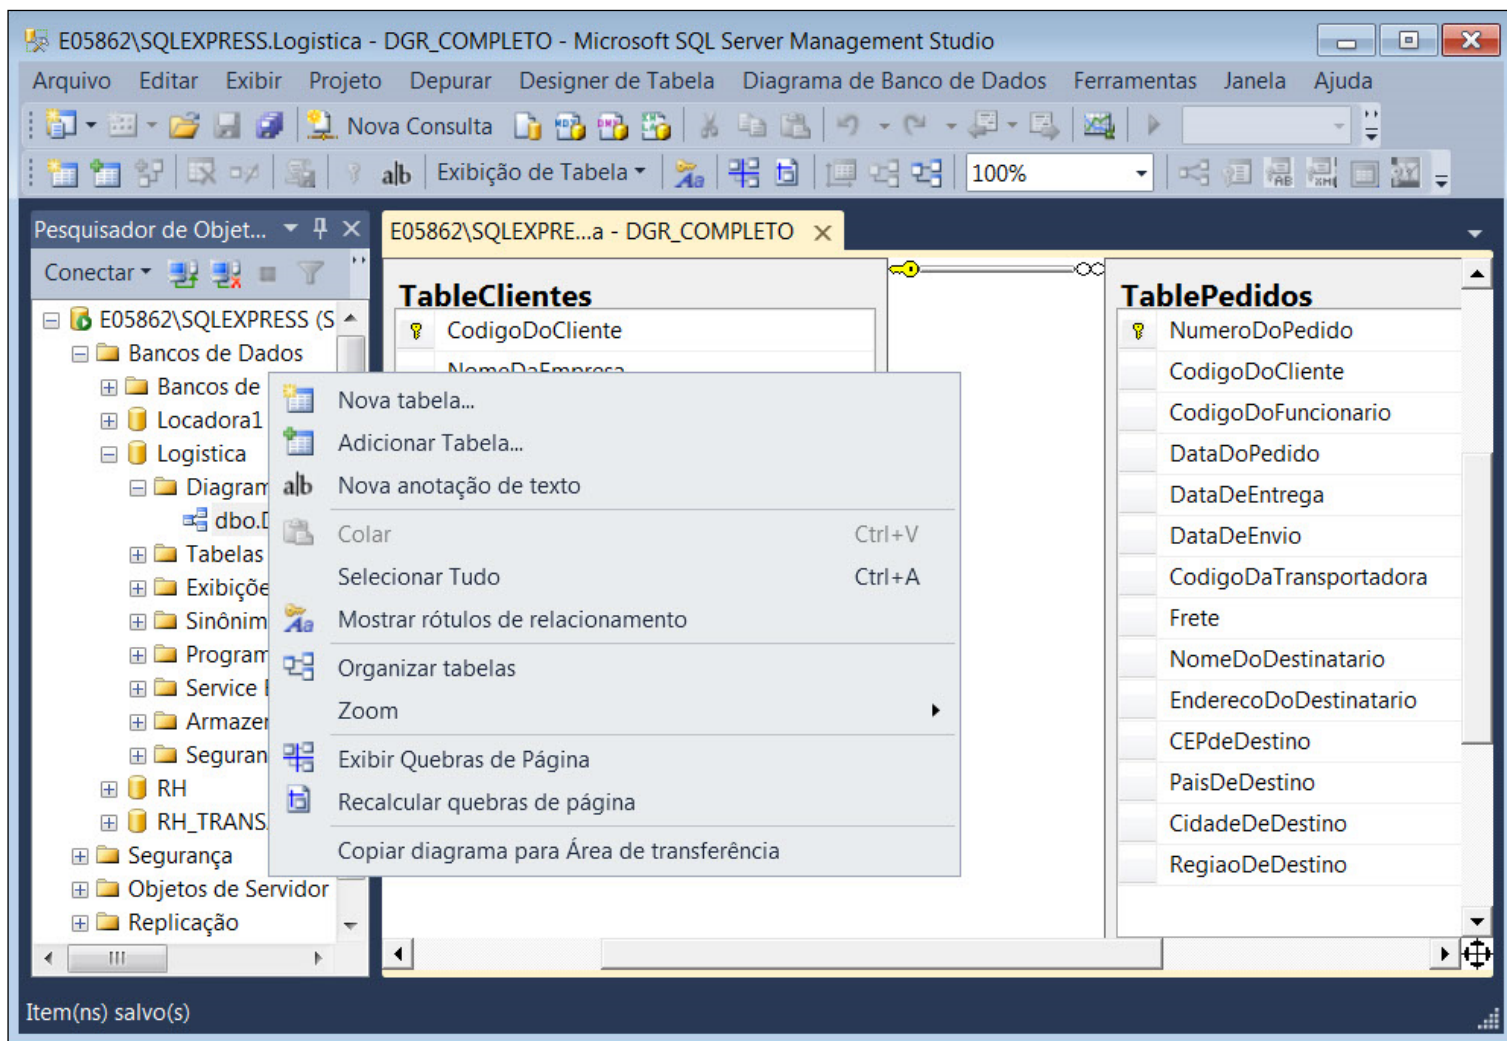 E05862\SQLEXPRESS.Logistica - DGR_COMPLETO - Microsoft SQL Server Management Studio
Arquivo Editar Exibir Projeto Depurar Designer de Tabela Diagrama de Banco de Dados Ferramentas Janela Ajuda
Nova Consulta
alb Exibição de Tabela 100%
Pesquisador de Objet...
E05862\SQLEXPRE...a - DGR_COMPLETO
Conectar
E05862\SQLEXPRESS (S
Bancos de Dados
Bancos de
Locadora1
Logistica
Diagram
dbo.D
Tabelas
Exibiçõe
Sinônim
Program
Service
Armazen
Seguran
RH
RH_TRANS
Segurança
Objetos de Servidor
Replicação
TableClientes
CodigoDoCliente
NomeDaEmpresa
Nova tabela...
Adicionar Tabela...
alb Nova anotação de texto
Colar Ctrl+V
Selecionar Tudo Ctrl+A
Mostrar rótulos de relacionamento
Organizar tabelas
Zoom
Exibir Quebras de Página
Recalcular quebras de página
Copiar diagrama para Área de transferência
TablePedidos
NumeroDoPedido
CodigoDoCliente
CodigoDoFuncionario
DataDoPedido
DataDeEntrega
DataDeEnvio
CodigoDaTransportadora
Frete
NomeDoDestinatario
EnderecoDoDestinatario
CEPdeDestino
PaisDeDestino
CidadeDeDestino
RegiaoDeDestino
Item(ns) salvo(s)